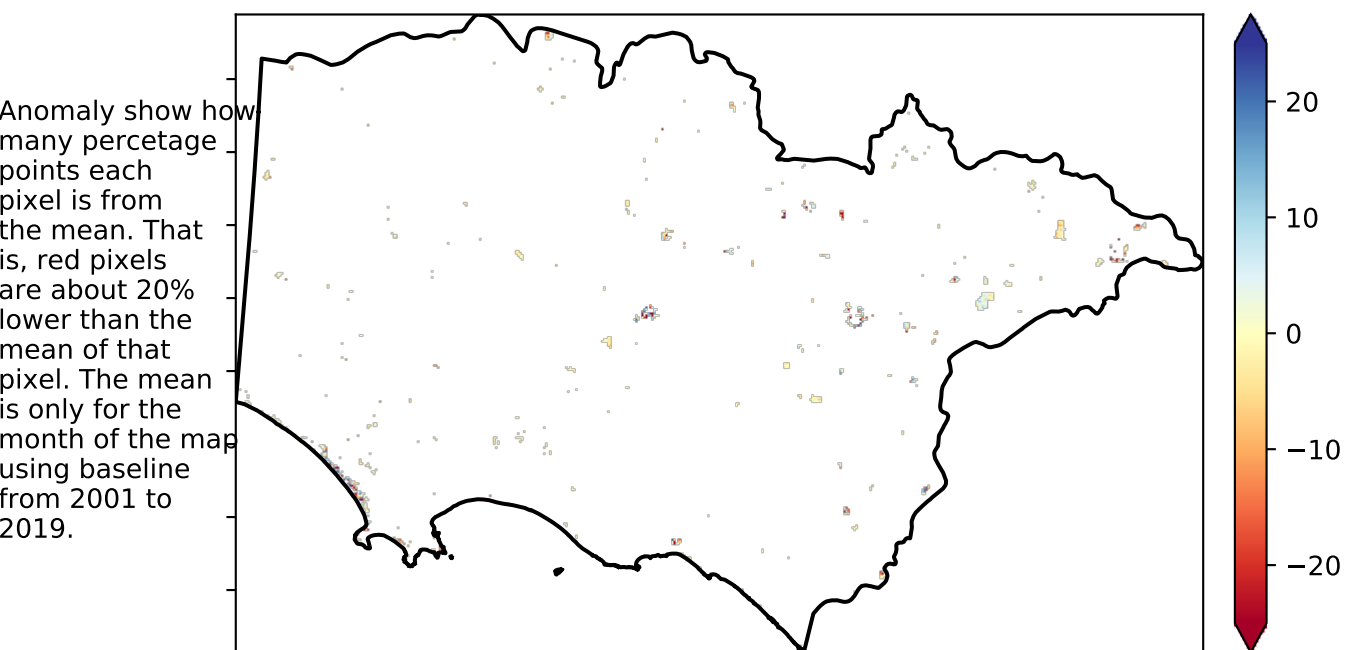 Anomaly show how
many percetage
points each
pixel is from
the mean. That
is, red pixels
are about 20%
lower than the
mean of that
pixel. The mean
is only for the
month of the map
using baseline
from 2001 to
2019.
20
10
0
−10
−20